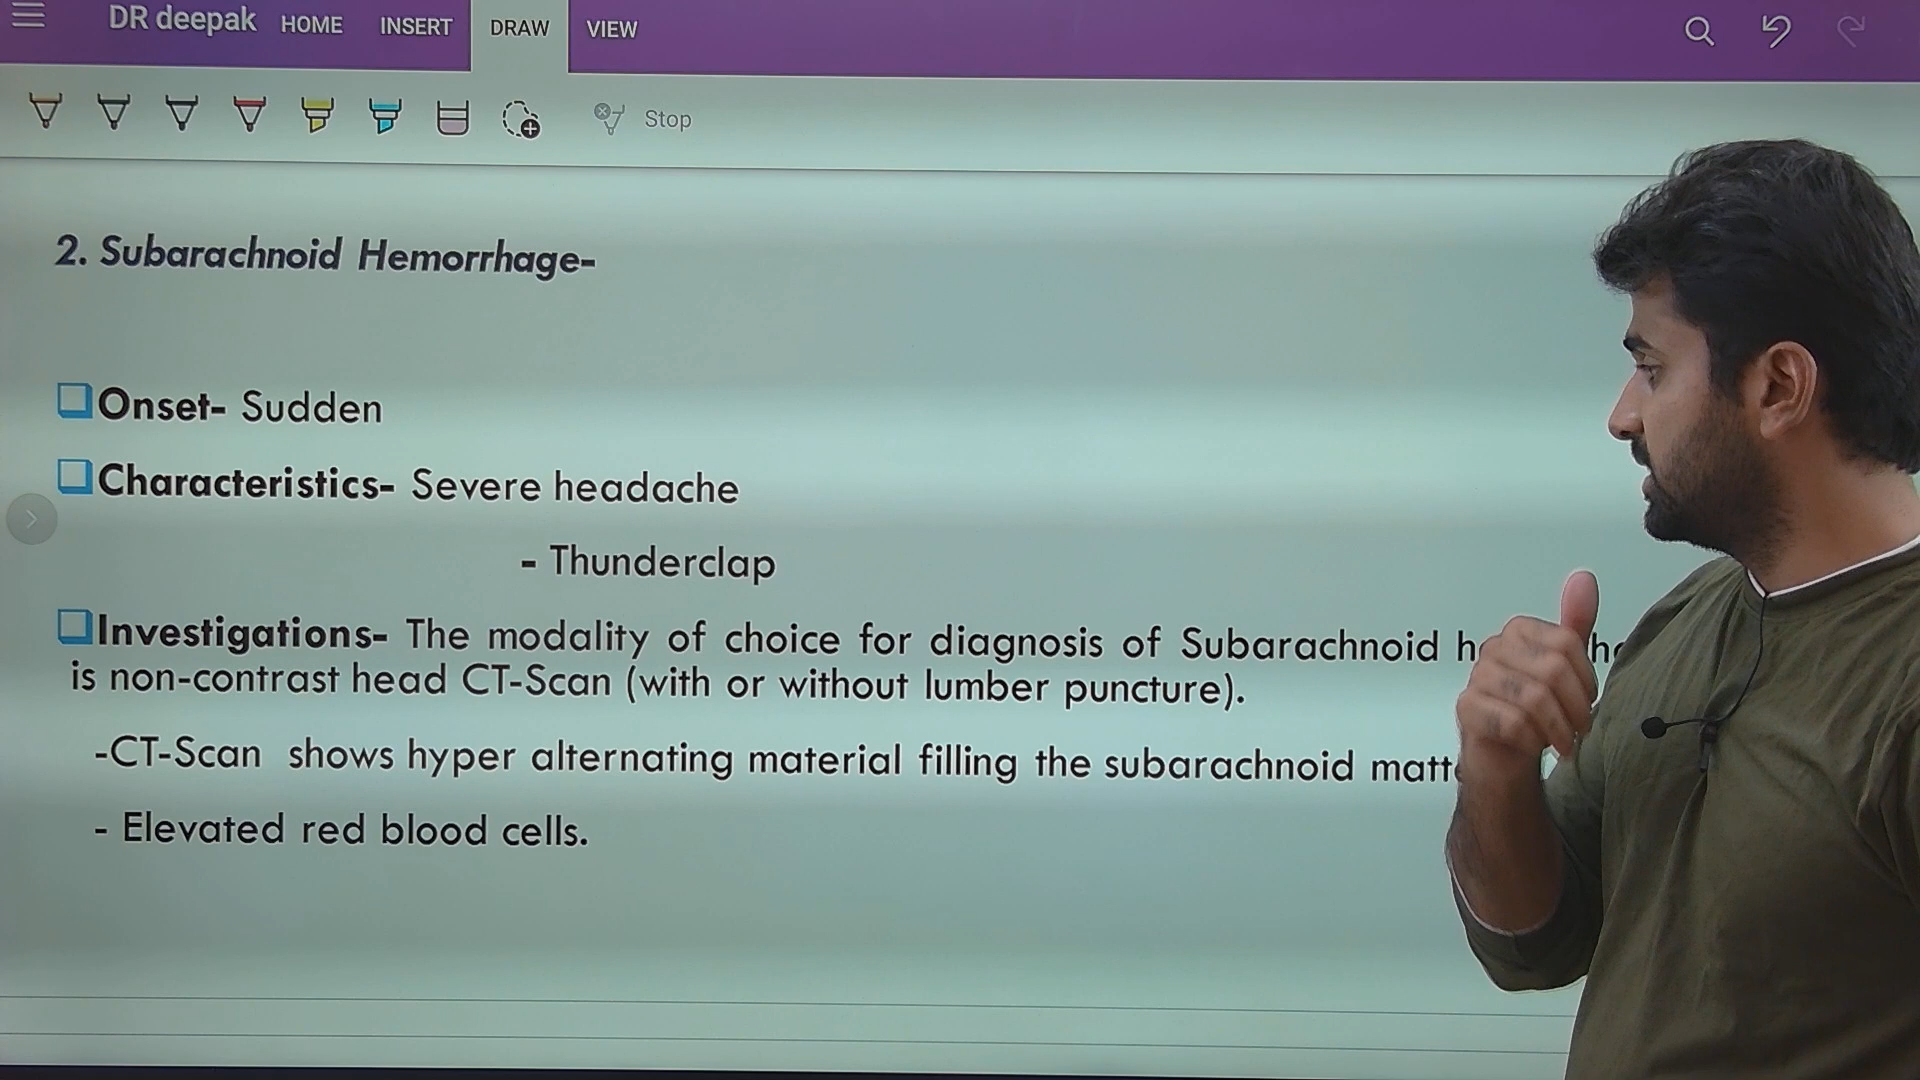 DR deepak HOME INSERT DRAW VIEW
Stop
2. Subarachnoid Hemorrhage-
Onset- Sudden
Characteristics- Severe headache
- Thunderclap
Investigations- The modality of choice for diagnosis of Subarachnoid
is non-contrast head CT-Scan (with or without lumber puncture).
-CT-Scan shows hyper alternating material filling the subarachnoid
- Elevated red blood cells.